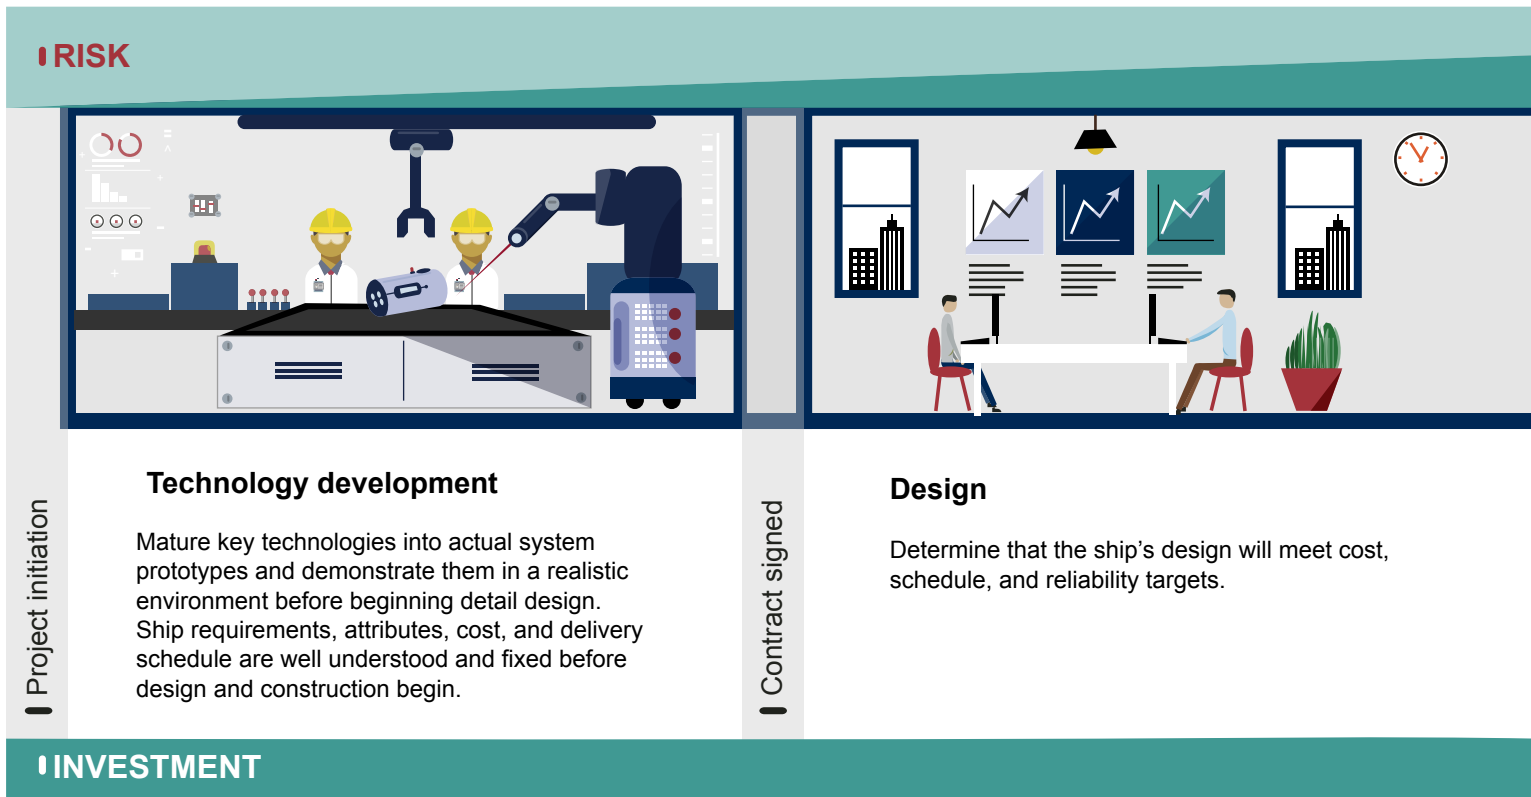 RISK
Project initiation
Technology development
Mature key technologies into actual system
prototypes and demonstrate them in a realistic
environment before beginning detail design.
Ship requirements, attributes, cost, and delivery
schedule are well understood and fixed before
design and construction begin.
Contract signed
Design
Determine that the ship’s design will meet cost,
schedule, and reliability targets.
INVESTMENT